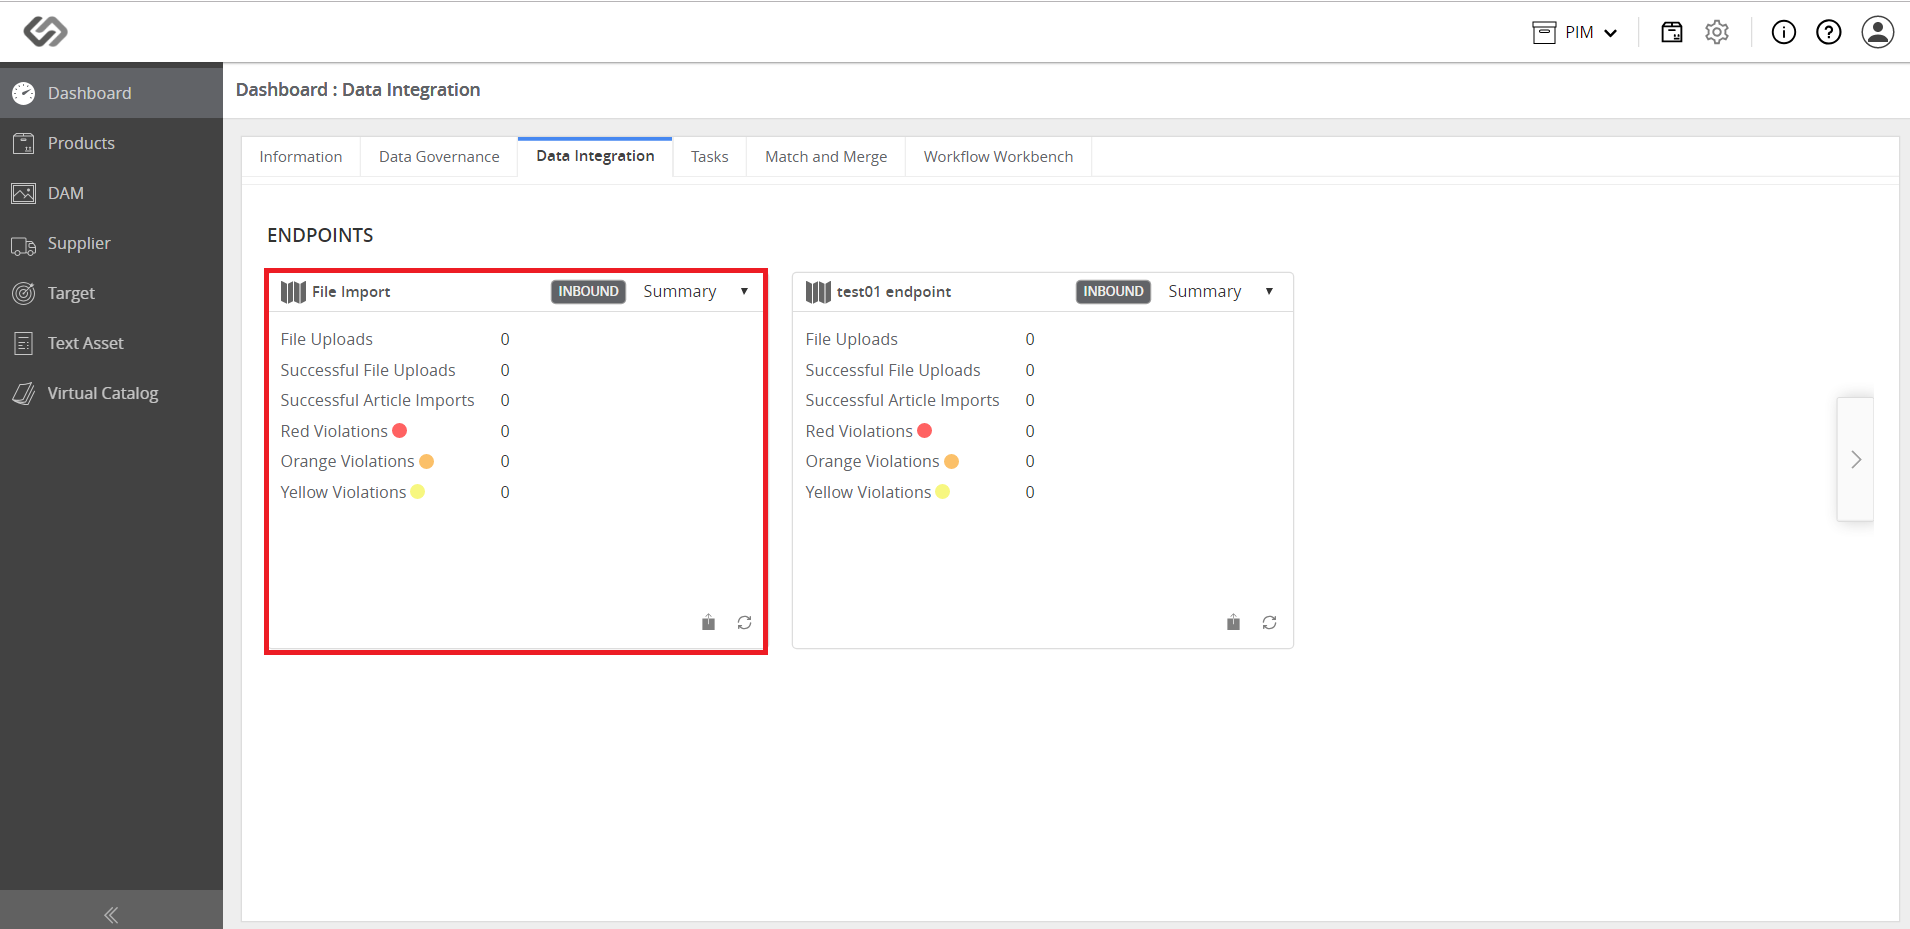 PIM
Dashboard
Products
DAM
Supplier
Target
Text Asset
Virtual Catalog
Dashboard : Data Integration
Information Data Governance Data Integration Tasks Match and Merge Workflow Workbench
ENDPOINTS
File Import INBOUND Summary
File Uploads 0
Successful File Uploads 0
Successful Article Imports 0
Red Violations 0
Orange Violations 0
Yellow Violations 0
test01 endpoint INBOUND Summary
File Uploads 0
Successful File Uploads 0
Successful Article Imports 0
Red Violations 0
Orange Violations 0
Yellow Violations 0